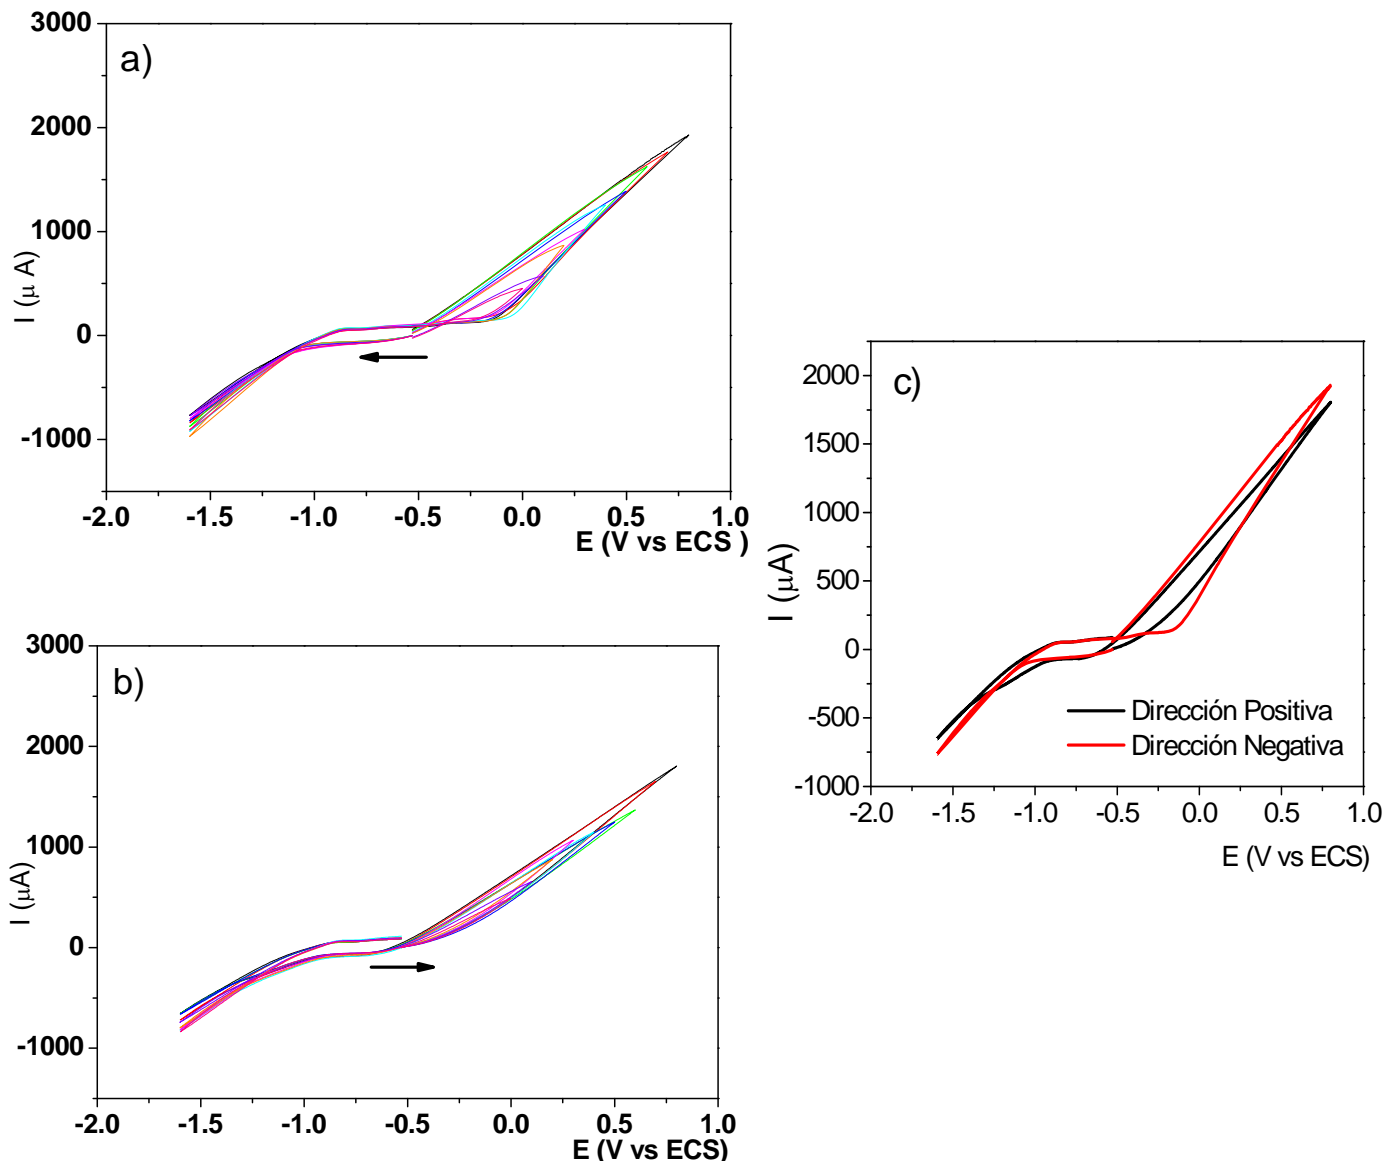 a)
3000
2000
1000
0
-1000
I (μ A)
-2.0 -1.5 -1.0 -0.5 0.0 0.5 1.0
E (V vs ECS )
b)
3000
2000
1000
0
-1000
I (μA)
-2.0 -1.5 -1.0 -0.5 0.0 0.5 1.0
E (V vs ECS)
c)
2000
1500
1000
500
0
-500
-1000
I (μA)
Dirección Positiva
Dirección Negativa
-2.0 -1.5 -1.0 -0.5 0.0 0.5 1.0
E (V vs ECS)